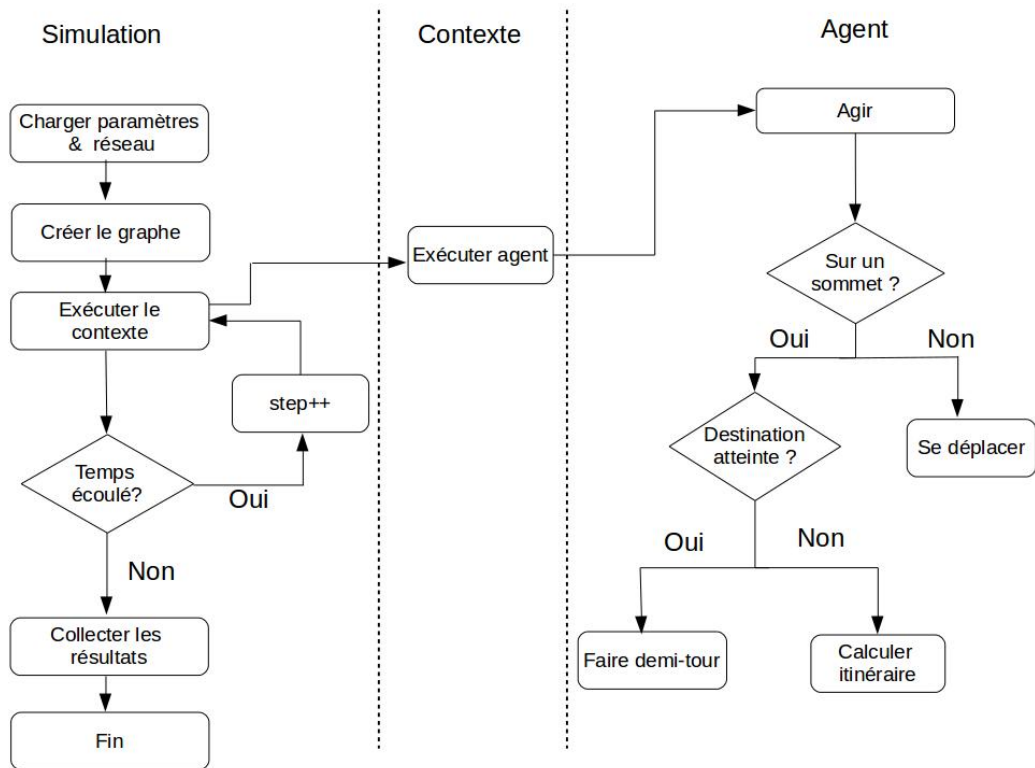 Simulation
Contexte
Agent
Charger paramètres
& réseau
Créer le graphe
Exécuter le
contexte
step++
Temps
écoulé?
Oui
Non
Collecter les
résultats
Fin
Exécuter agent
Agir
Sur un
sommet ?
Oui
Non
Destination
atteinte ?
Se déplacer
Oui
Non
Faire demi-tour
Calculer
itinéraire